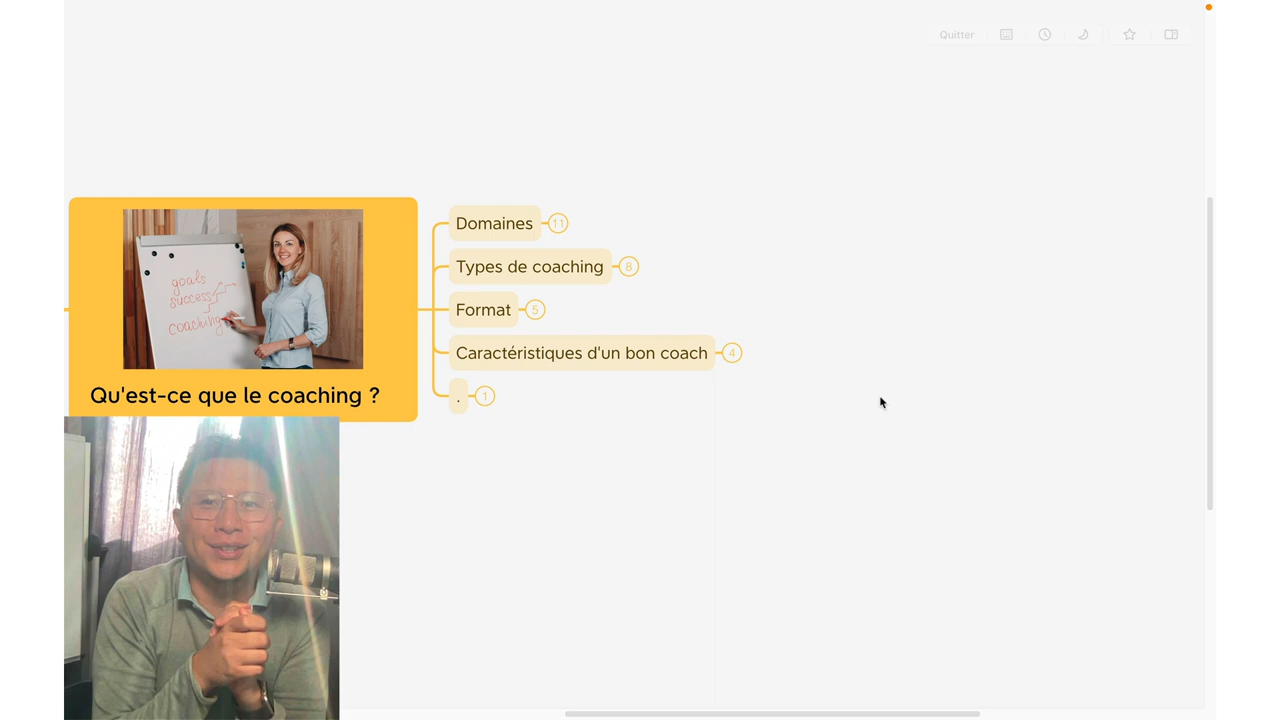 Quitter
goals
success
coaching
Qu'est-ce que le coaching ?
Domaines
11
Types de coaching
8
Format
5
Caractéristiques d'un bon coach
4
.
1